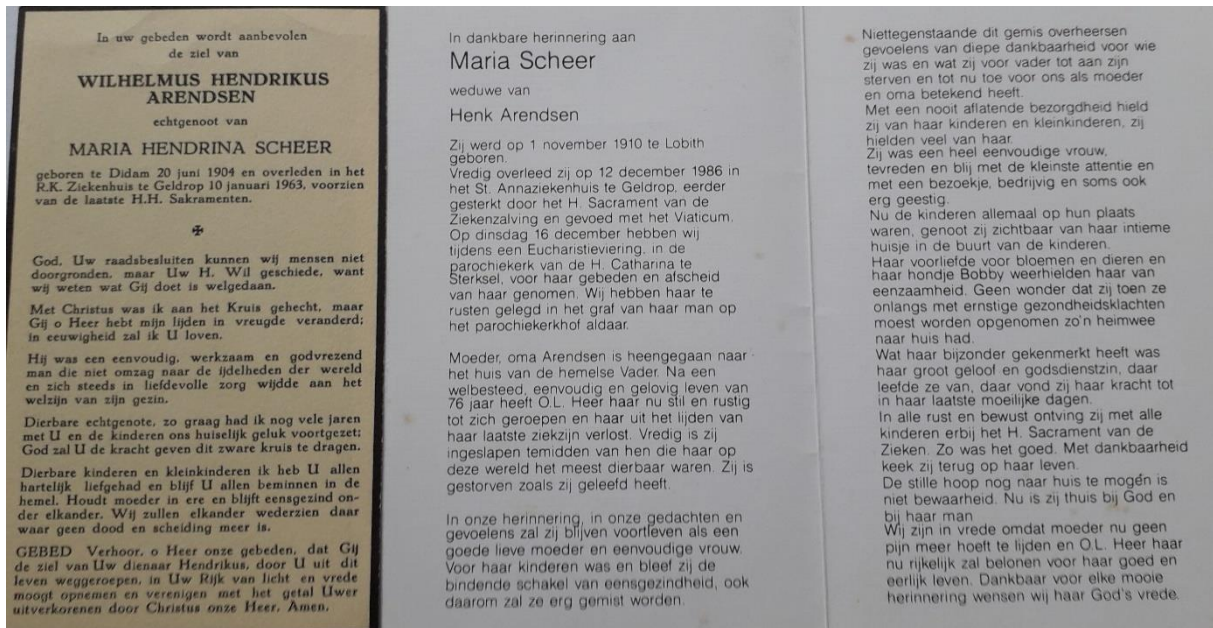 In uw gebeden wordt aanbevolen
de ziel van
WILHELMUS HENDRIKUS
ARENDSEN
echtgenoot van
MARIA HENDRINA SCHEER
geboren te Didam 20 juni 1904 en overleden in het
R.K. Ziekenhuis te Geldrop 10 januari 1963, voorzien
van de laatste H.H. Sakramenten.
✠
God, Uw raadsbesluiten kunnen wij mensen niet
doorgronden, maar Uw H. Wil geschiede, want
wij weten wat Gij doet is welgedaan.
Met Christus was ik aan het Kruis gehecht, maar
Gij o Heer hebt mijn lijden in vreugde veranderd;
in eeuwigheid zal ik U loven.
Hij was een eenvoudig, werkzaam en godvrezend
man die niet omzag naar de ijdelheden der wereld
en zich steeds in liefdevolle zorg wijdde aan het
welzijn van zijn gezin.
Dierbare echtgenote, zo graag had ik nog vele jaren
met U en de kinderen ons huiselijk geluk voortgezet;
God zal U de kracht geven dit zware kruis te dragen.
Dierbare kinderen en kleinkinderen ik heb U allen
hartelijk liefgehad en blijf U allen beminnen in de
hemel. Houdt moeder in ere en blijft eensgezind on-
der elkander. Wij zullen elkander wederzien daar
waar geen dood en scheiding meer is.
GEBED Verhoor, o Heer onze gebeden, dat Gij
de ziel van Uw dienaar Hendrikus, door U uit dit
leven weggeroepen, in Uw Rijk van licht en vrede
moogt opnemen en verenigen met het getal Uwer
uitverkorenen door Christus onze Heer, Amen.
In dankbare herinnering aan
Maria Scheer
weduwe van
Henk Arendsen
Zij werd op 1 november 1910 te Lobith
geboren.
Vredig overleed zij op 12 december 1986 in
het St. Annaziekenhuis te Geldrop, eerder
gesterkt door het H. Sacrament van de
Ziekenzalving en gevoed met het Viaticum.
Op dinsdag 16 december hebben wij
tijdens een Eucharistieviering, in de
parochiekerk van de H. Catharina te
Sterksel, voor haar gebeden en afscheid
van haar genomen. Wij hebben haar te
rusten gelegd in het graf van haar man op
het parochiekerkhof aldaar.
Moeder, oma Arendsen is heengegaan naar
het huis van de hemelse Vader. Na een
welbesteed, eenvoudig en gelovig leven van
76 jaar heeft O.L. Heer haar nu stil en rustig
tot zich geroepen en haar uit het lijden van
haar laatste ziekzijn verlost. Vredig is zij
ingeslapen temidden van hen die haar op
deze wereld het meest dierbaar waren. Zij is
gestorven zoals zij geleefd heeft.
In onze herinnering, in onze gedachten en
gevoelens zal zij blijven voortleven als een
goede lieve moeder en eenvoudige vrouw.
Voor haar kinderen was en bleef zij de
bindende schakel van eensgezindheid, ook
daarom zal ze erg gemist worden.
Niettegenstaande dit gemis overheersen
gevoelens van diepe dankbaarheid voor wie
zij was en wat zij voor vader tot aan zijn
sterven en tot nu toe voor ons als moeder
en oma betekend heeft.
Met een nooit aflatende bezorgdheid hield
zij van haar kinderen en kleinkinderen, zij
hielden veel van haar.
Zij was een heel eenvoudige vrouw,
tevreden en blij met de kleinste attentie en
met een bezoekje, bedrijvig en soms ook
erg geestig.
Nu de kinderen allemaal op hun plaats
waren, genoot zij zichtbaar van haar intieme
huisje in de buurt van de kinderen.
Haar voorliefde voor bloemen en dieren en
haar hondje Bobby weerhielden haar van
eenzaamheid. Geen wonder dat zij toen ze
onlangs met ernstige gezondheidsklachten
moest worden opgenomen zo'n heimwee
naar huis had.
Wat haar bijzonder gekenmerkt heeft was
haar groot geloof en godsdienstzin, daar
leefde ze van, daar vond zij haar kracht tot
in haar laatste moeilijke dagen.
In alle rust en bewust ontving zij met alle
kinderen erbij het H. Sacrament van de
Zieken. Zo was het goed. Met dankbaarheid
keek zij terug op haar leven.
De stille hoop nog naar huis te mogen is
niet bewaarheid. Nu is zij thuis bij God en
bij haar man
Wij zijn in vrede omdat moeder nu geen
pijn meer hoeft te lijden en O.L. Heer haar
nu rijkelijk zal belonen voor haar goed en
eerlijk leven. Dankbaar voor elke mooie
herinnering wensen wij haar God's vrede.